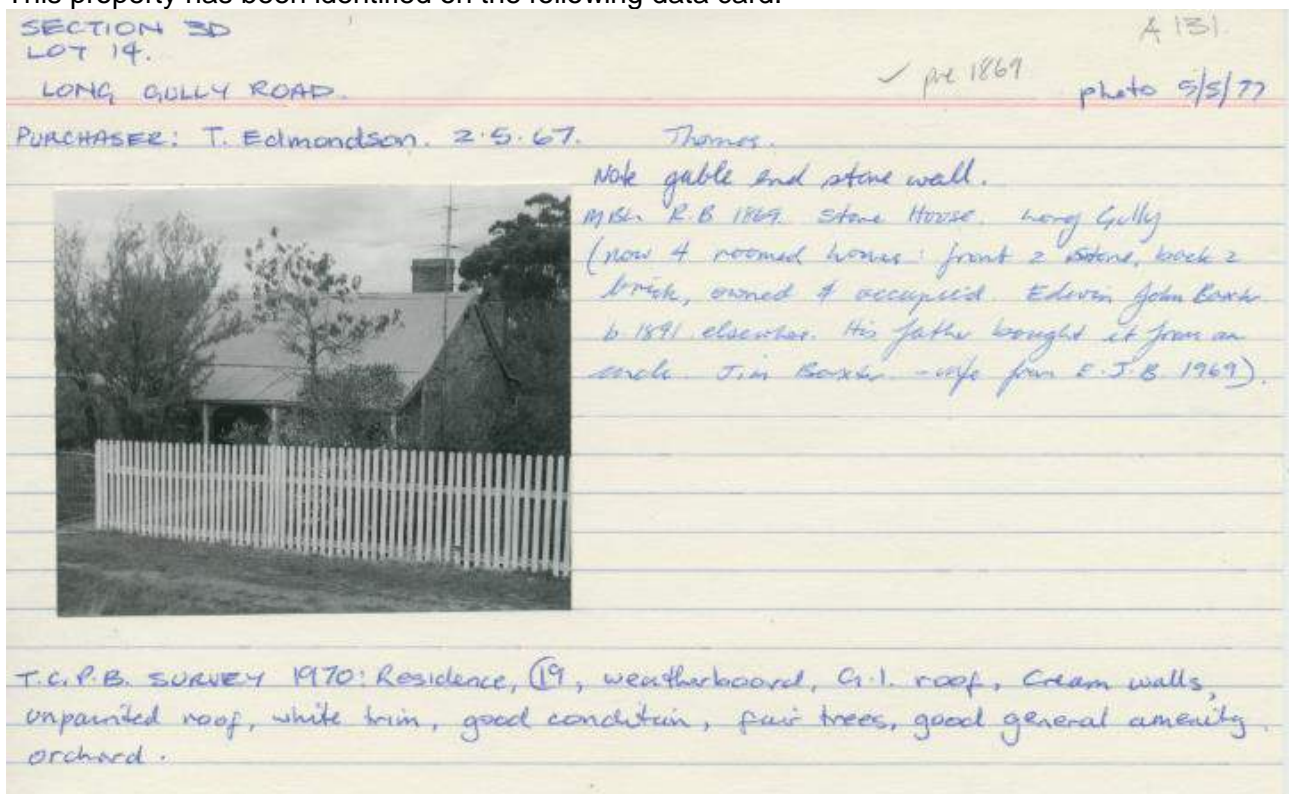 This property has been identified on the following data card:
SECTION 3D
A 131.
LOT 14.
✓ pre 1869
LONG GULLY ROAD.
photo 5/5/77
PURCHASER: T. Edmondson. 2.5.67. Thomas.
Note gable end stone wall.
R.B 1869. Stone House. Long Gully
(now 4 roomed house: front 2 stone, back 2
brick, owned & occupied. Edwin John Baxter
b 1891 elsewhere. His father bought it from an
uncle Jim Baxter - info from E.J.B. 1969).
T.C.P.B. SURVEY 1970: Residence, 19, weatherboord, G.I. roof, Cream walls,
unpainted roof, white trim, good condition, fair trees, good general amenity,
orchard.